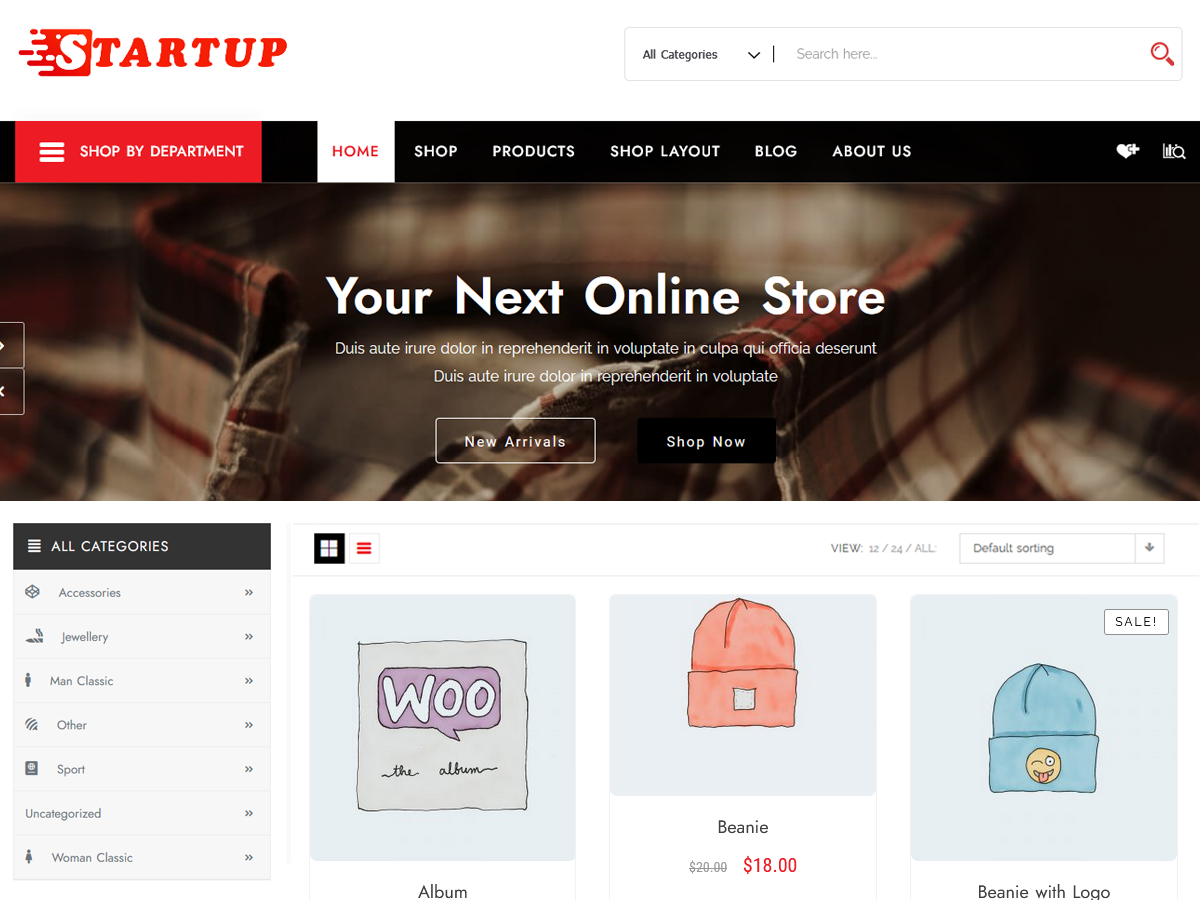 STARTUP
All Categories
Search here...
SHOP BY DEPARTMENT
HOME
SHOP
PRODUCTS
SHOP LAYOUT
BLOG
ABOUT US
Your Next Online Store
Duis aute irure dolor in reprehenderit in voluptate in culpa qui officia deserunt
Duis aute irure dolor in reprehenderit in voluptate
New Arrivals
Shop Now
ALL CATEGORIES
Accessories
Jewellery
Man Classic
Other
Sport
Uncategorized
Woman Classic
VIEW: 12 / 24 / ALL:
Default sorting
WOO
the album
Album
Beanie
$20.00 $18.00
SALE!
Beanie with Logo